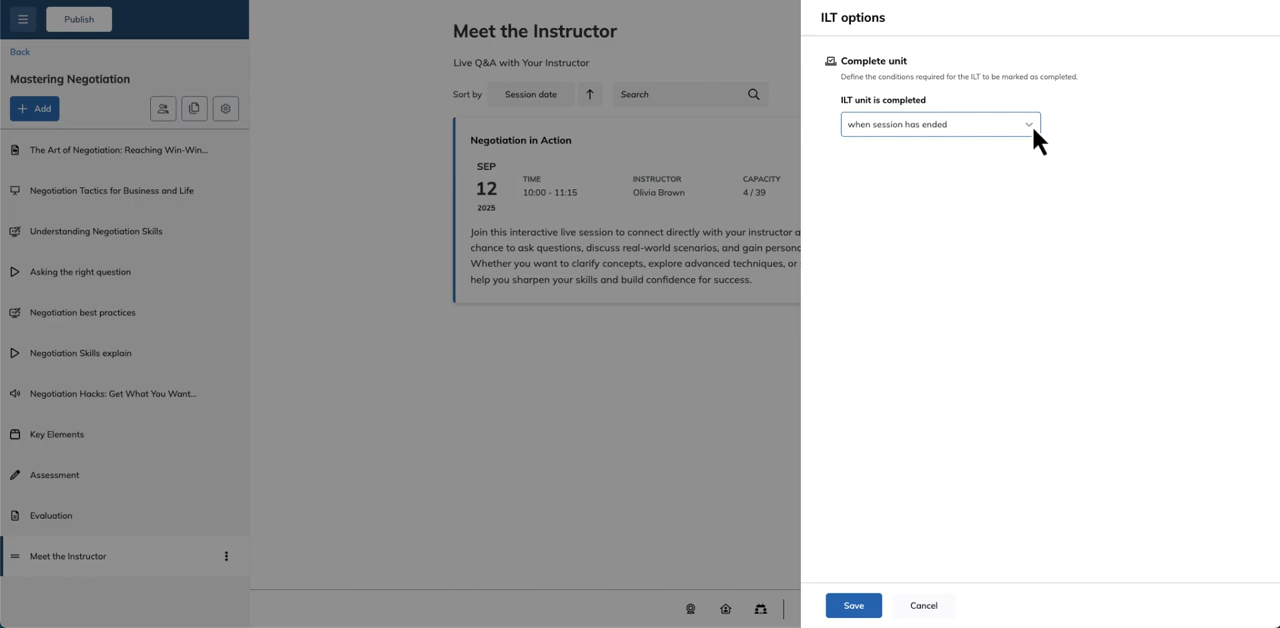 Publish
Back
Mastering Negotiation
+ Add
The Art of Negotiation: Reaching Win-Win...
Negotiation Tactics for Business and Life
Understanding Negotiation Skills
Asking the right question
Negotiation best practices
Negotiation Skills explain
Negotiation Hacks: Get What You Want...
Key Elements
Assessment
Evaluation
Meet the Instructor
Meet the Instructor
Live Q&A with Your Instructor
Sort by Session date Search
Negotiation in Action
SEP
12
2025
TIME INSTRUCTOR CAPACITY
10:00 - 11:15 Olivia Brown 4 / 39
Join this interactive live session to connect directly with your instructor a
chance to ask questions, discuss real-world scenarios, and gain persona
Whether you want to clarify concepts, explore advanced techniques, or
help you sharpen your skills and build confidence for success.
ILT options
Complete unit
Define the conditions required for the ILT to be marked as completed.
ILT unit is completed
when session has ended
Save Cancel